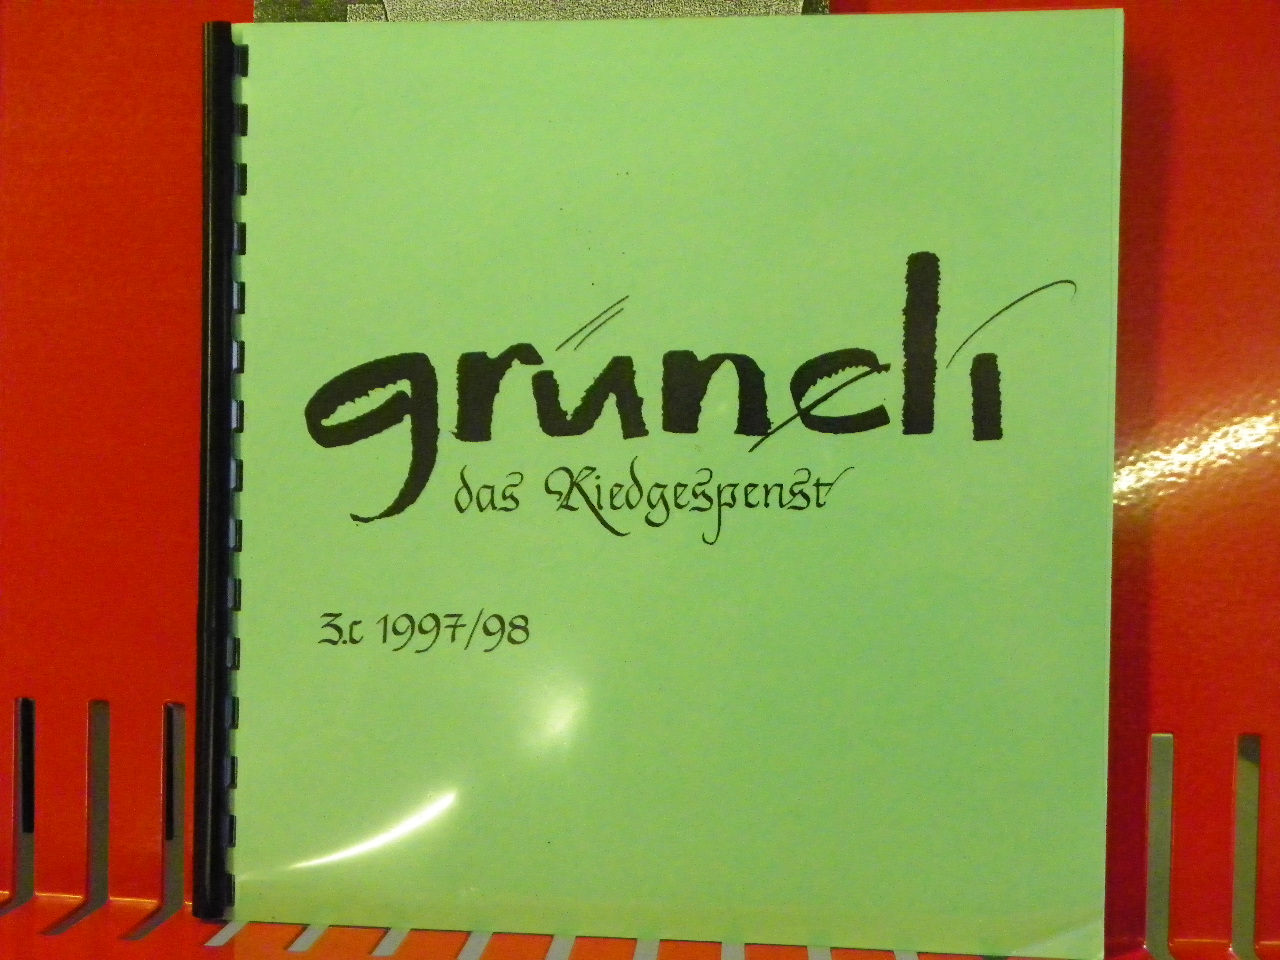 grüneli
das Riedgespenst
3.c 1997/98